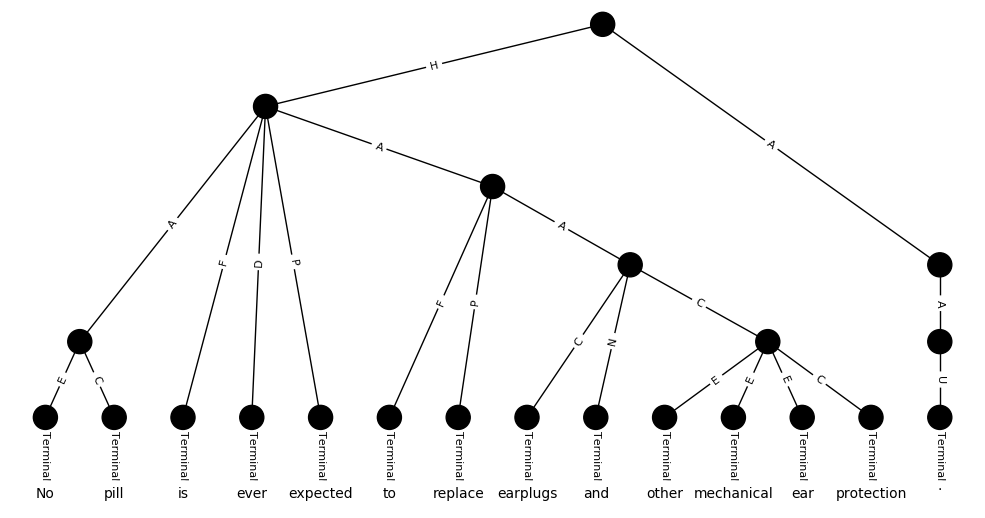 H
A
A
A
F
D
P
A
F
P
C
A
C
N
A
E
C
E
E
E
C
U
Terminal Terminal Terminal Terminal Terminal Terminal Terminal Terminal Terminal Terminal Terminal Terminal Terminal Terminal
No pill is ever expected to replace earplugs and other mechanical ear protection .